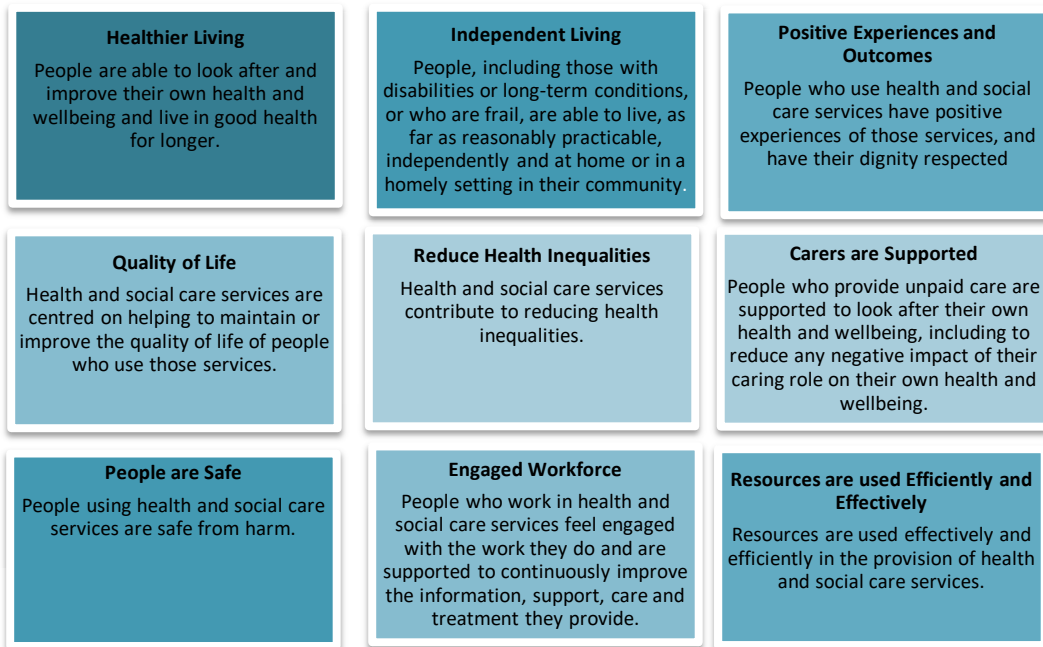 Healthier Living
People are able to look after and
improve their own health and
wellbeing and live in good health
for longer.
Independent Living
People, including those with
disabilities or long-term conditions,
or who are frail, are able to live, as
far as reasonably practicable,
independently and at home or in a
homely setting in their community.
Positive Experiences and
Outcomes
People who use health and social
care services have positive
experiences of those services, and
have their dignity respected
Quality of Life
Health and social care services are
centred on helping to maintain or
improve the quality of life of people
who use those services.
Reduce Health Inequalities
Health and social care services
contribute to reducing health
inequalities.
Carers are Supported
People who provide unpaid care are
supported to look after their own
health and wellbeing, including to
reduce any negative impact of their
caring role on their own health and
wellbeing.
People are Safe
People using health and social care
services are safe from harm.
Engaged Workforce
People who work in health and
social care services feel engaged
with the work they do and are
supported to continuously improve
the information, support, care and
treatment they provide.
Resources are used Efficiently and
Effectively
Resources are used effectively and
efficiently in the provision of health
and social care services.